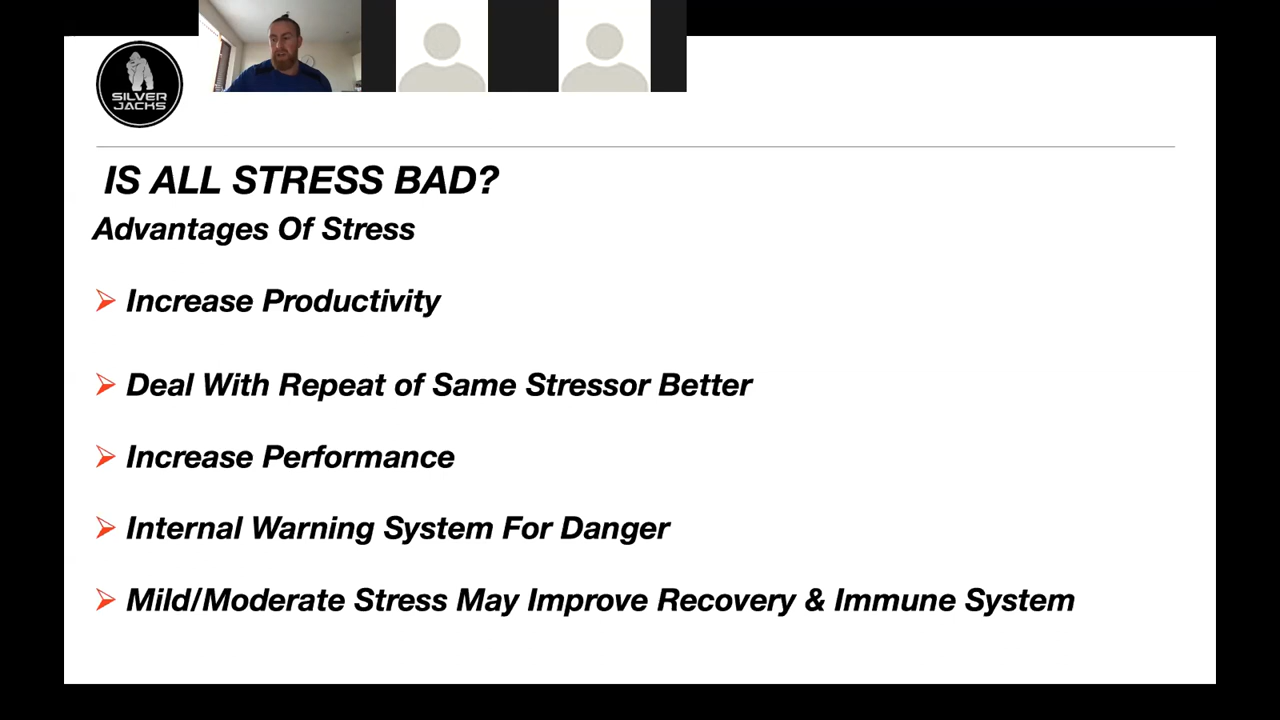 SILVER
JACKS
IS ALL STRESS BAD?
Advantages Of Stress
Increase Productivity
Deal With Repeat of Same Stressor Better
Increase Performance
Internal Warning System For Danger
Mild/Moderate Stress May Improve Recovery & Immune System